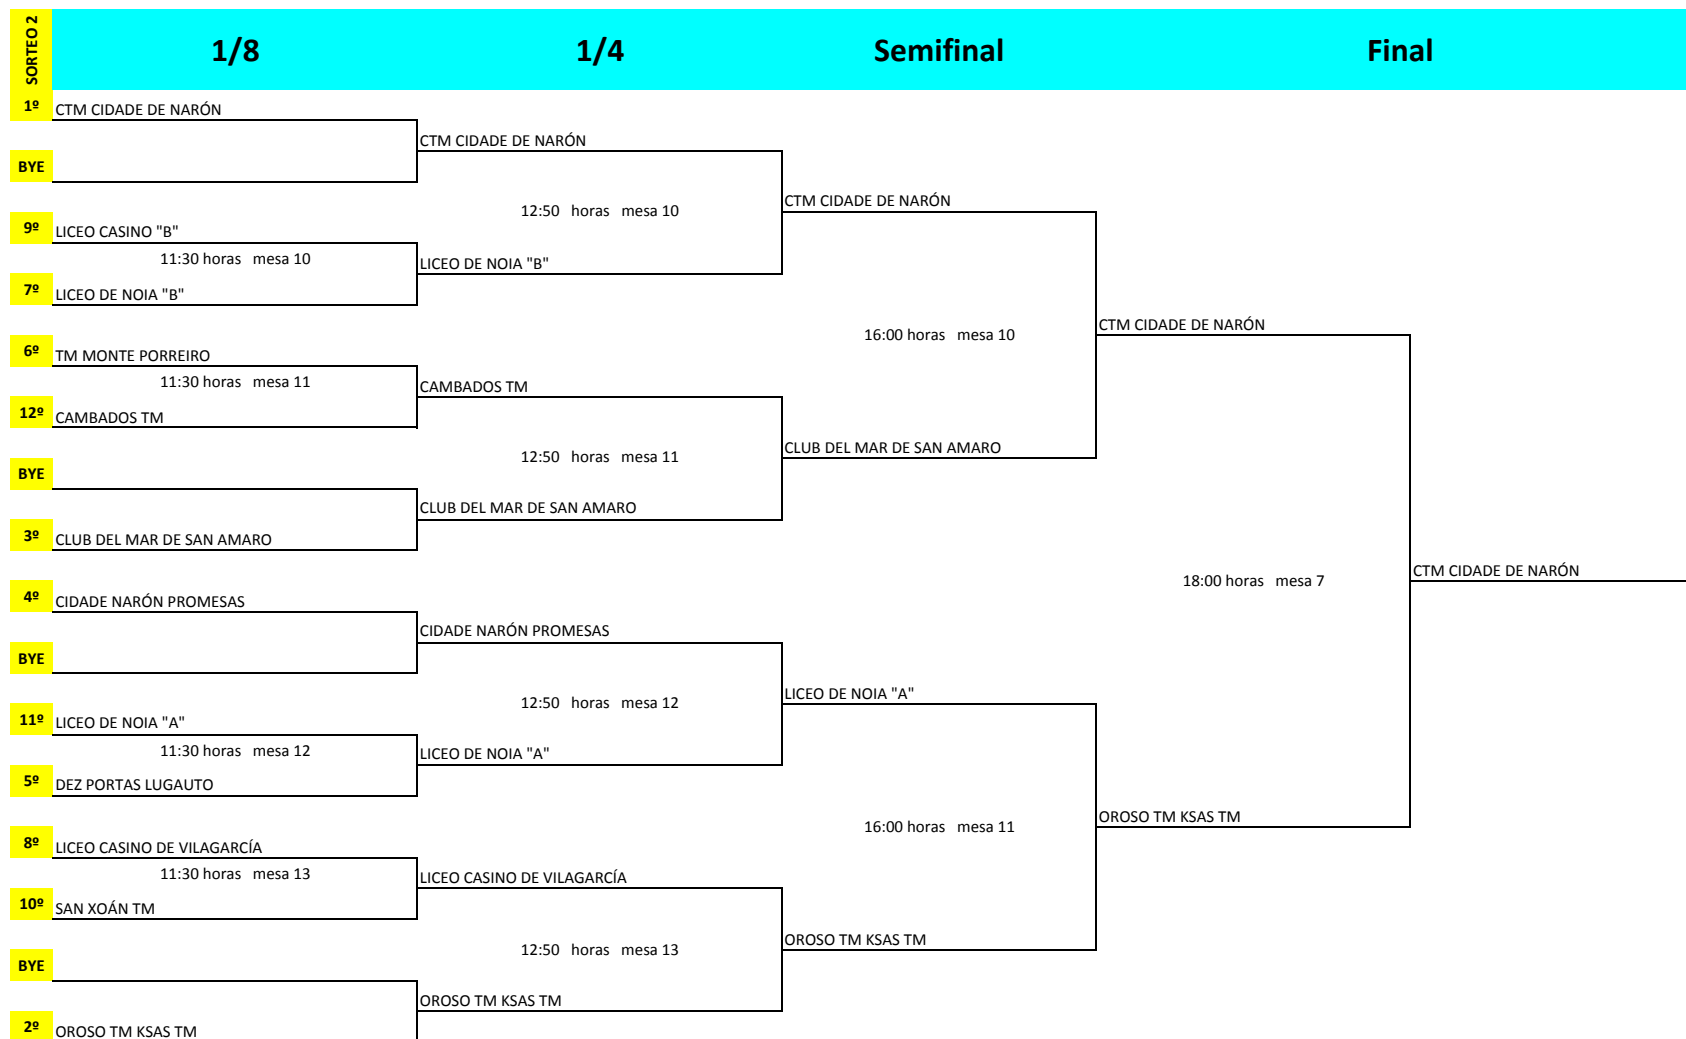 SORTEO 2
1/8 1/4 Semifinal Final
1º CTM CIDADE DE NARÓN
CTM CIDADE DE NARÓN
BYE
CTM CIDADE DE NARÓN
12:50 horas mesa 10
9º LICEO CASINO "B"
11:30 horas mesa 10
LICEO DE NOIA "B"
7º LICEO DE NOIA "B"
CTM CIDADE DE NARÓN
16:00 horas mesa 10
6º TM MONTE PORREIRO
11:30 horas mesa 11
CAMBADOS TM
12º CAMBADOS TM
CLUB DEL MAR DE SAN AMARO
12:50 horas mesa 11
BYE
CLUB DEL MAR DE SAN AMARO
3º CLUB DEL MAR DE SAN AMARO
CTM CIDADE DE NARÓN
18:00 horas mesa 7
4º CIDADE NARÓN PROMESAS
CIDADE NARÓN PROMESAS
BYE
LICEO DE NOIA "A"
12:50 horas mesa 12
11º LICEO DE NOIA "A"
11:30 horas mesa 12
LICEO DE NOIA "A"
5º DEZ PORTAS LUGAUTO
OROSO TM KSAS TM
16:00 horas mesa 11
8º LICEO CASINO DE VILAGARCÍA
11:30 horas mesa 13
LICEO CASINO DE VILAGARCÍA
10º SAN XOÁN TM
OROSO TM KSAS TM
12:50 horas mesa 13
BYE
OROSO TM KSAS TM
2º OROSO TM KSAS TM